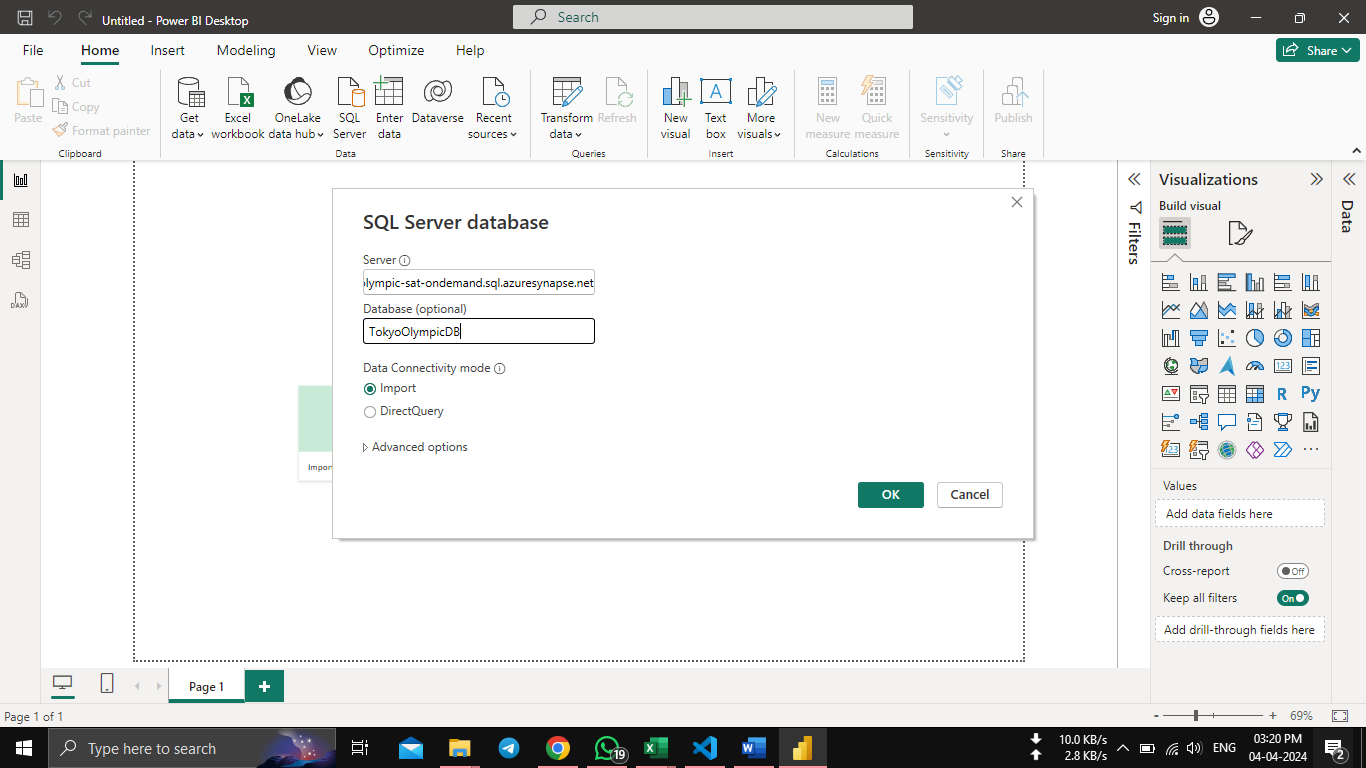 Untitled - Power BI Desktop
Search
Sign in
File
Home
Insert
Modeling
View
Optimize
Help
Share
Paste
Cut
Copy
Format painter
Clipboard
Get data
Excel workbook
OneLake data hub
SQL Server
Enter data
Dataverse
Recent sources
Data
Transform data
Refresh
Queries
New visual
Text box
More visuals
Insert
New measure
Quick measure
Calculations
Sensitivity
Sensitivity
Publish
Share
SQL Server database
Server
olympic-sat-ondemand.sql.azuresynapse.net
Database (optional)
TokyoOlympicDB
Data Connectivity mode
Import
DirectQuery
Advanced options
OK
Cancel
Impor
Filters
Visualizations
Build visual
Data
Values
Add data fields here
Drill through
Cross-report
Off
Keep all filters
On
Add drill-through fields here
Page 1
Page 1 of 1
- + 69%
Type here to search
19
10.0 KB/s
2.8 KB/s
ENG
03:20 PM
04-04-2024
2